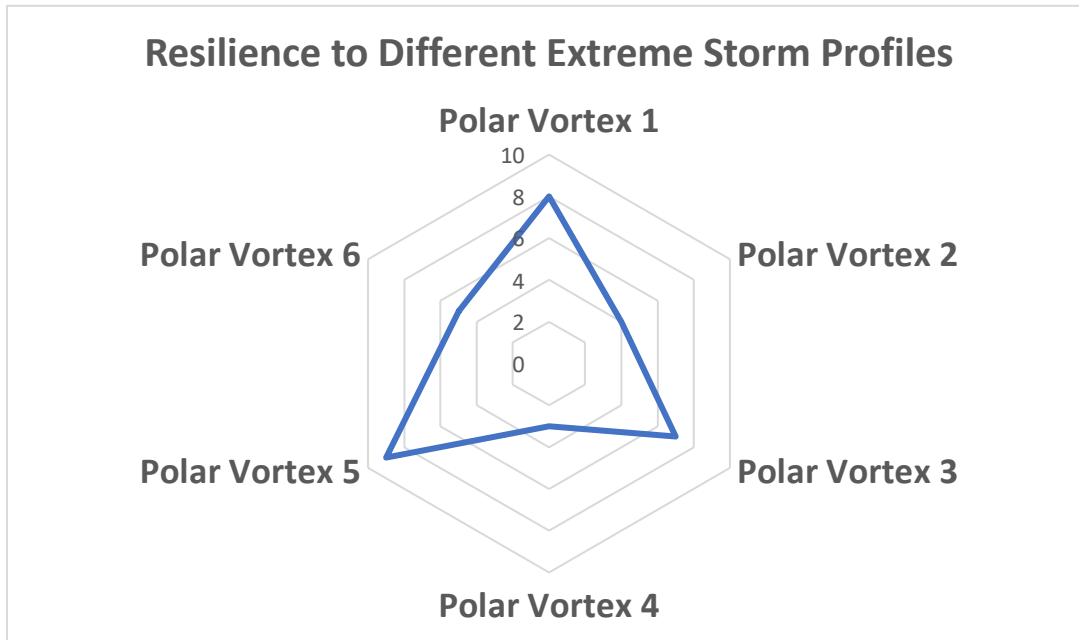 Resilience to Different Extreme Storm Profiles
Polar Vortex 1
10
8
6
4
2
0
Polar Vortex 6
Polar Vortex 2
Polar Vortex 5
Polar Vortex 3
Polar Vortex 4